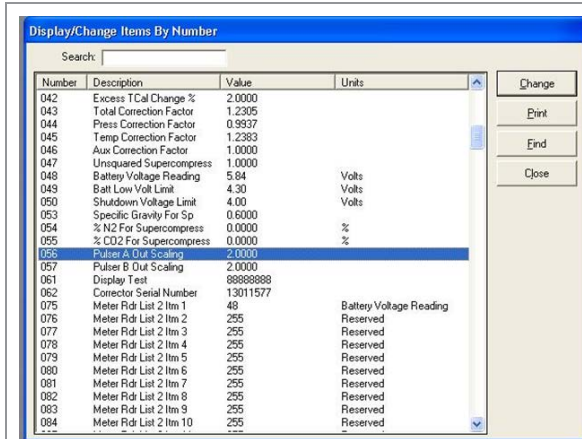 Display/Change Items By Number
Search:
Number Description Value Units
042 Excess TCal Change % 2.0000
043 Total Correction Factor 1.2305
044 Press Correction Factor 0.9937
045 Temp Correction Factor 1.2383
046 Aux Correction Factor 1.0000
047 Unsquared Supercompress 1.0000
048 Battery Voltage Reading 5.84 Volts
049 Batt Low Volt Limit 4.30 Volts
050 Shutdown Voltage Limit 4.00 Volts
053 Specific Gravity For Sp 0.6000
054 % N2 For Supercompress 0.0000 %
055 % CO2 For Supercompress 0.0000 %
056 Pulser A Out Scaling 2.0000
057 Pulser B Out Scaling 2.0000
061 Display Test 88888888
062 Corrector Serial Number 13011577
075 Meter Rdr List 2 Itm 1 48 Battery Voltage Reading
076 Meter Rdr List 2 Itm 2 255 Reserved
077 Meter Rdr List 2 Itm 3 255 Reserved
078 Meter Rdr List 2 Itm 4 255 Reserved
079 Meter Rdr List 2 Itm 5 255 Reserved
080 Meter Rdr List 2 Itm 6 255 Reserved
081 Meter Rdr List 2 Itm 7 255 Reserved
082 Meter Rdr List 2 Itm 8 255 Reserved
083 Meter Rdr List 2 Itm 9 255 Reserved
084 Meter Rdr List 2 Itm 10 255 Reserved
Change
Print
Find
Close